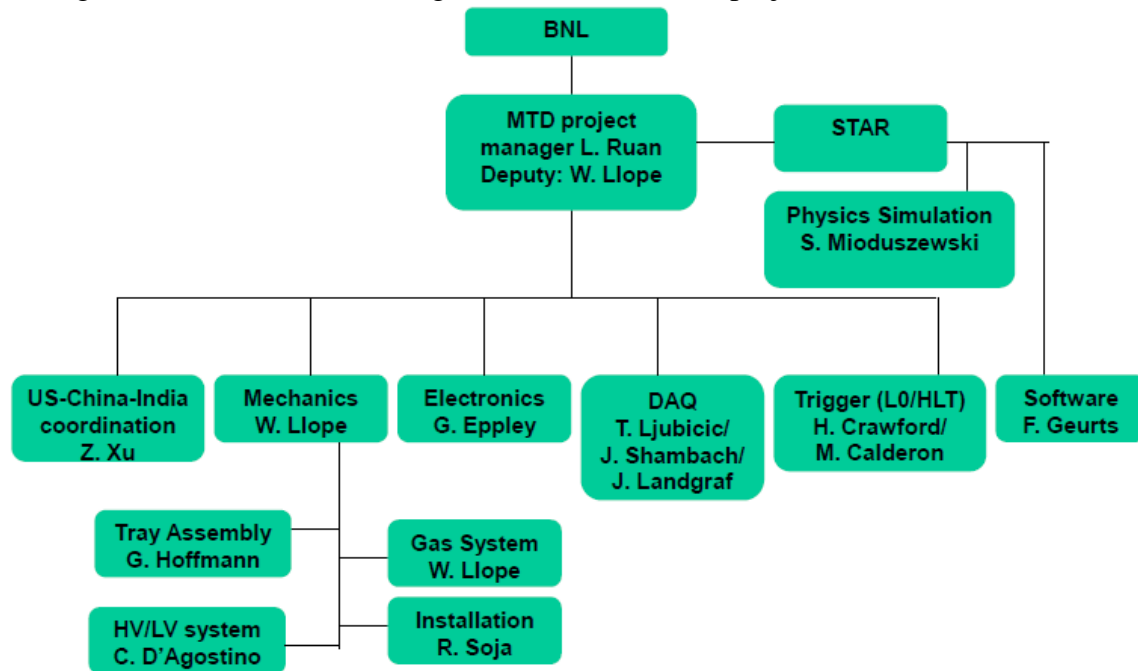 BNL
MTD project
manager L. Ruan
Deputy: W. Llope
STAR
Physics Simulation
S. Mioduszewski
US-China-India
coordination
Z. Xu
Mechanics
W. Llope
Electronics
G. Eppley
DAQ
T. Ljubicic/
J. Shambach/
J. Landgraf
Trigger (L0/HLT)
H. Crawford/
M. Calderon
Software
F. Geurts
Tray Assembly
G. Hoffmann
Gas System
W. Llope
HV/LV system
C. D’Agostino
Installation
R. Soja